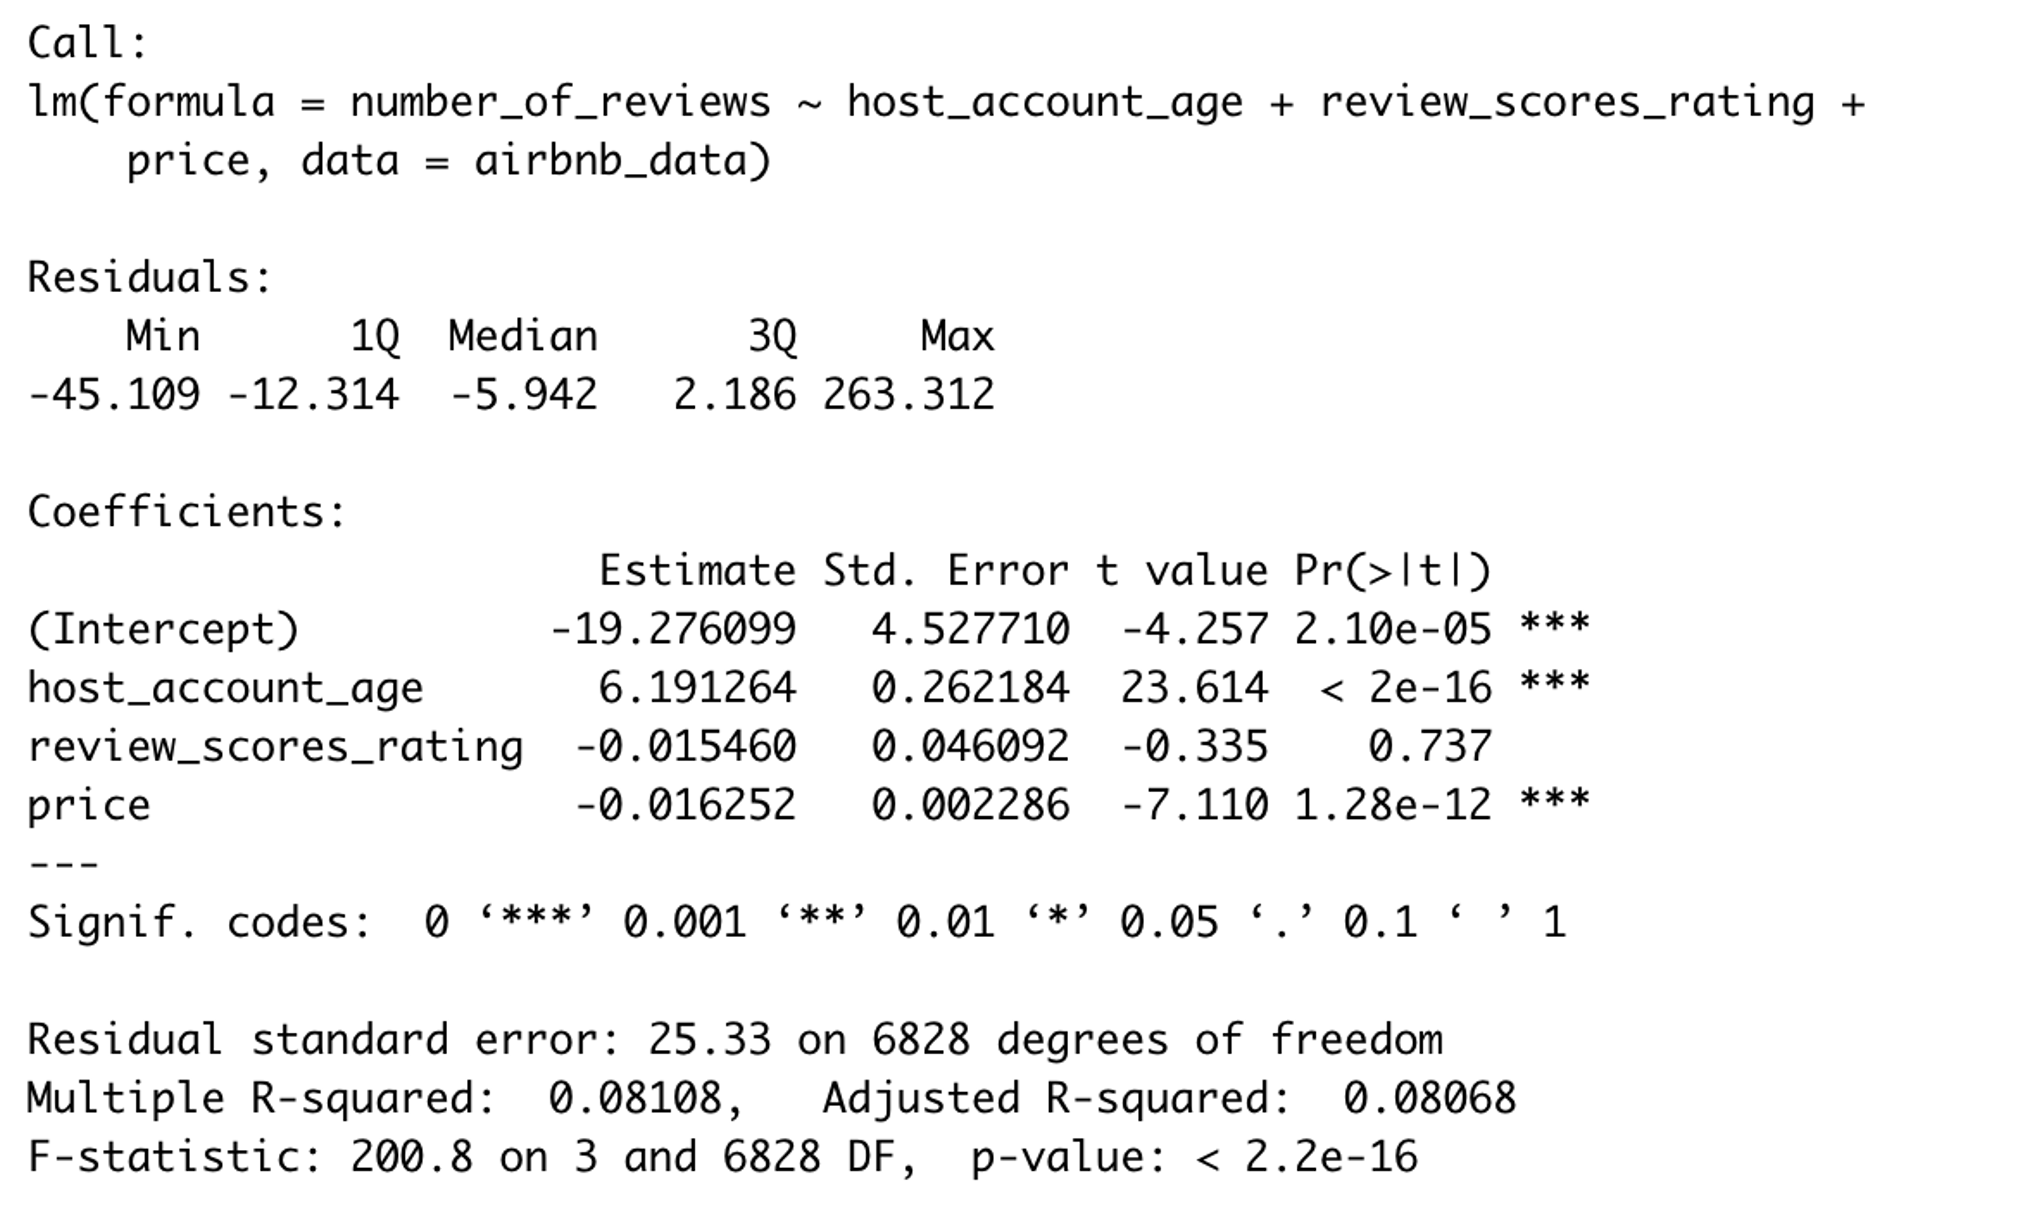 Call:
lm(formula = number_of_reviews ~ host_account_age + review_scores_rating +
    price, data = airbnb_data)

Residuals:
    Min      1Q  Median      3Q     Max
-45.109 -12.314  -5.942   2.186 263.312

Coefficients:
                       Estimate Std. Error t value Pr(>|t|)
(Intercept)          -19.276099   4.527710  -4.257 2.10e-05 ***
host_account_age       6.191264   0.262184  23.614  < 2e-16 ***
review_scores_rating  -0.015460   0.046092  -0.335    0.737
price                 -0.016252   0.002286  -7.110 1.28e-12 ***
---
Signif. codes:  0 ‘***’ 0.001 ‘**’ 0.01 ‘*’ 0.05 ‘.’ 0.1 ‘ ’ 1

Residual standard error: 25.33 on 6828 degrees of freedom
Multiple R-squared:  0.08108,   Adjusted R-squared:  0.08068
F-statistic: 200.8 on 3 and 6828 DF,  p-value: < 2.2e-16